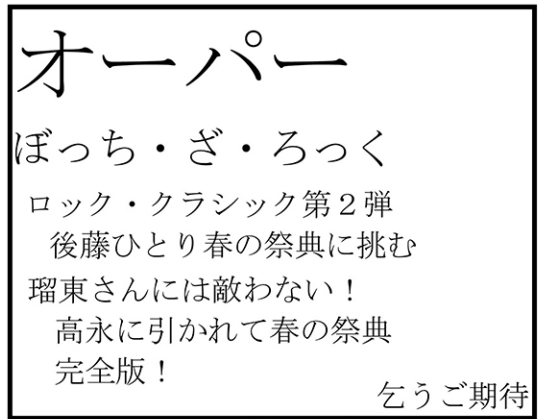 オーパー
ぼっち・ざ・ろっく
ロック・クラシック第２弾
後藤ひとり春の祭典に挑む
瑠東さんには敵わない！
高永に引かれて春の祭典
完全版！
乞うご期待